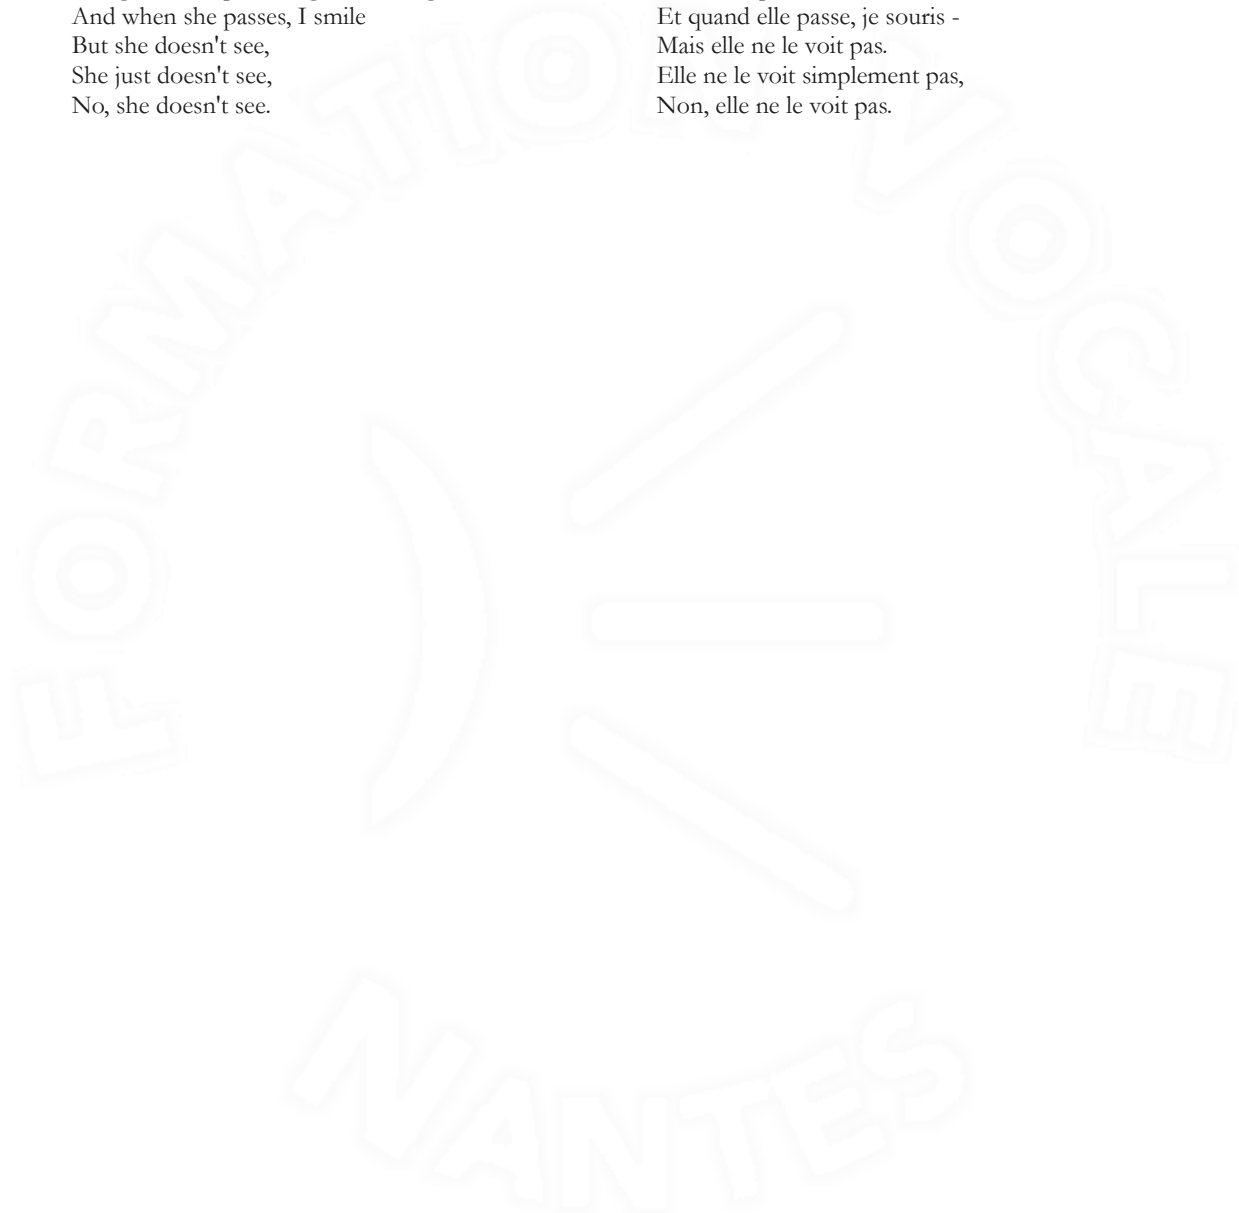 And when she passes, I smile
But she doesn't see,
She just doesn't see,
No, she doesn't see.
Et quand elle passe, je souris -
Mais elle ne le voit pas.
Elle ne le voit simplement pas,
Non, elle ne le voit pas.
FORMATION VOCALE
NANTES